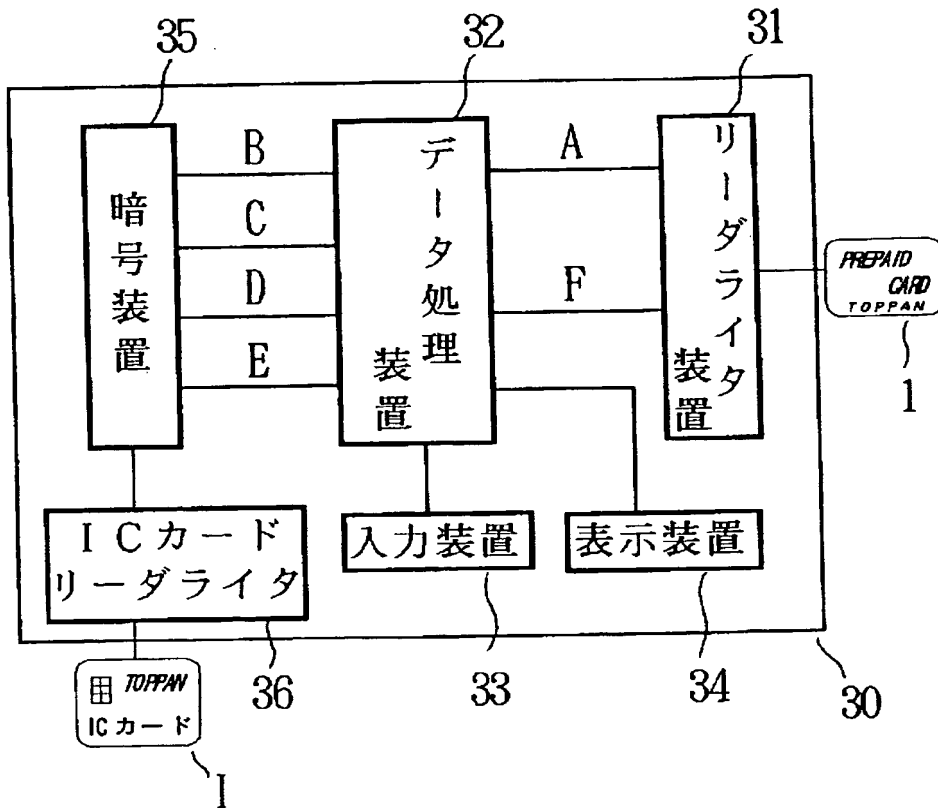 35
32
31
暗号装置
B
C
D
E
データ処理
装置
A
F
リーダライタ
装置
PREPAID
CARD
TOPPAN
1
ICカード
リーダライタ
入力装置
表示装置
36
33
34
30
TOPPAN
ICカード
I